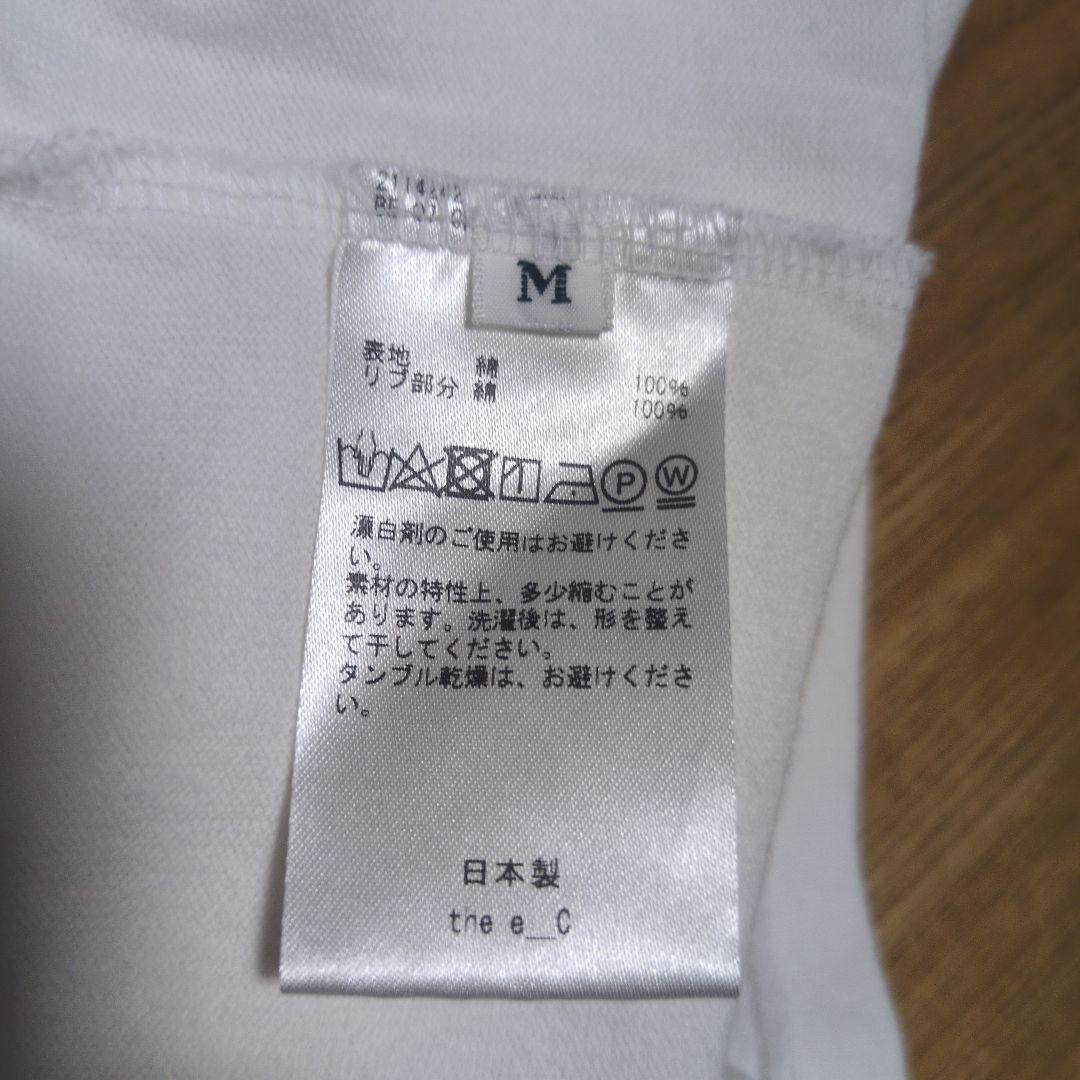 M
表地 綿 100%
リブ部分 綿 100%
漂白剤のご使用はお避けくださ
い。
素材の特性上、多少縮むことが
あります。洗濯後は、形を整え
て干してください。
タンブル乾燥は、お避けくださ
い。
日本製
the e__C